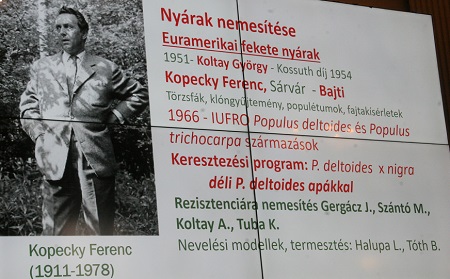 Nyárak nemesítése
Euramerikai fekete nyárak
1951- Koltay György - Kossuth díj 1954
Kopecky Ferenc, Sárvár - Bajti
Törzsfák, klóngyűjtemény, populétumok, fajtakísérletek
1966 - IUFRO Populus deltoides és Populus
trichocarpa származások
Keresztezési program: P. deltoides x nigra
déli P. deltoides apákkal
Rezisztenciára nemesítés Gergácz J., Szántó M.,
Koltay A., Tuba K.
Nevelési modellek, termesztés: Halupa L., Tóth B.
Kopecky Ferenc
(1911-1978)